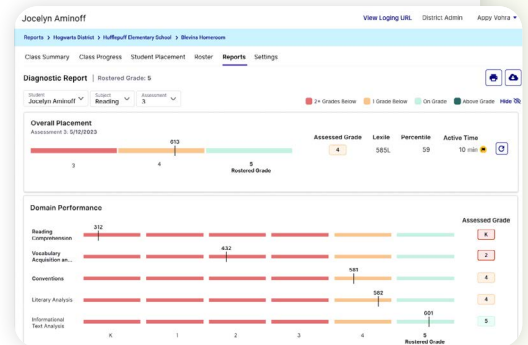 Jocelyn Aminoff
View Loging URL District Admin Appy Vohra
Reports > Hogwarts District > Hufflepuff Elementary School > Blevins Homeroom
Class Summary Class Progress Student Placement Roster Reports Settings
Diagnostic Report | Rostered Grade: 5
Student Subject Assessment
Jocelyn Aminoff Reading 3
2+ Grades Below 1 Grade Below On Grade Above Grade Hide
Overall Placement
Assessment 3: 5/12/2023
Assessed Grade Lexile Percentile Active Time
613
4 585L 59 10 min
3 4 5
Rostered Grade
Domain Performance
Assessed Grade
Reading Comprehension 312 K
Vocabulary Acquisition an... 432 2
Conventions 581 4
Literary Analysis 582 4
Informational Text Analysis 601 5
K 1 2 3 4 5
Rostered Grade